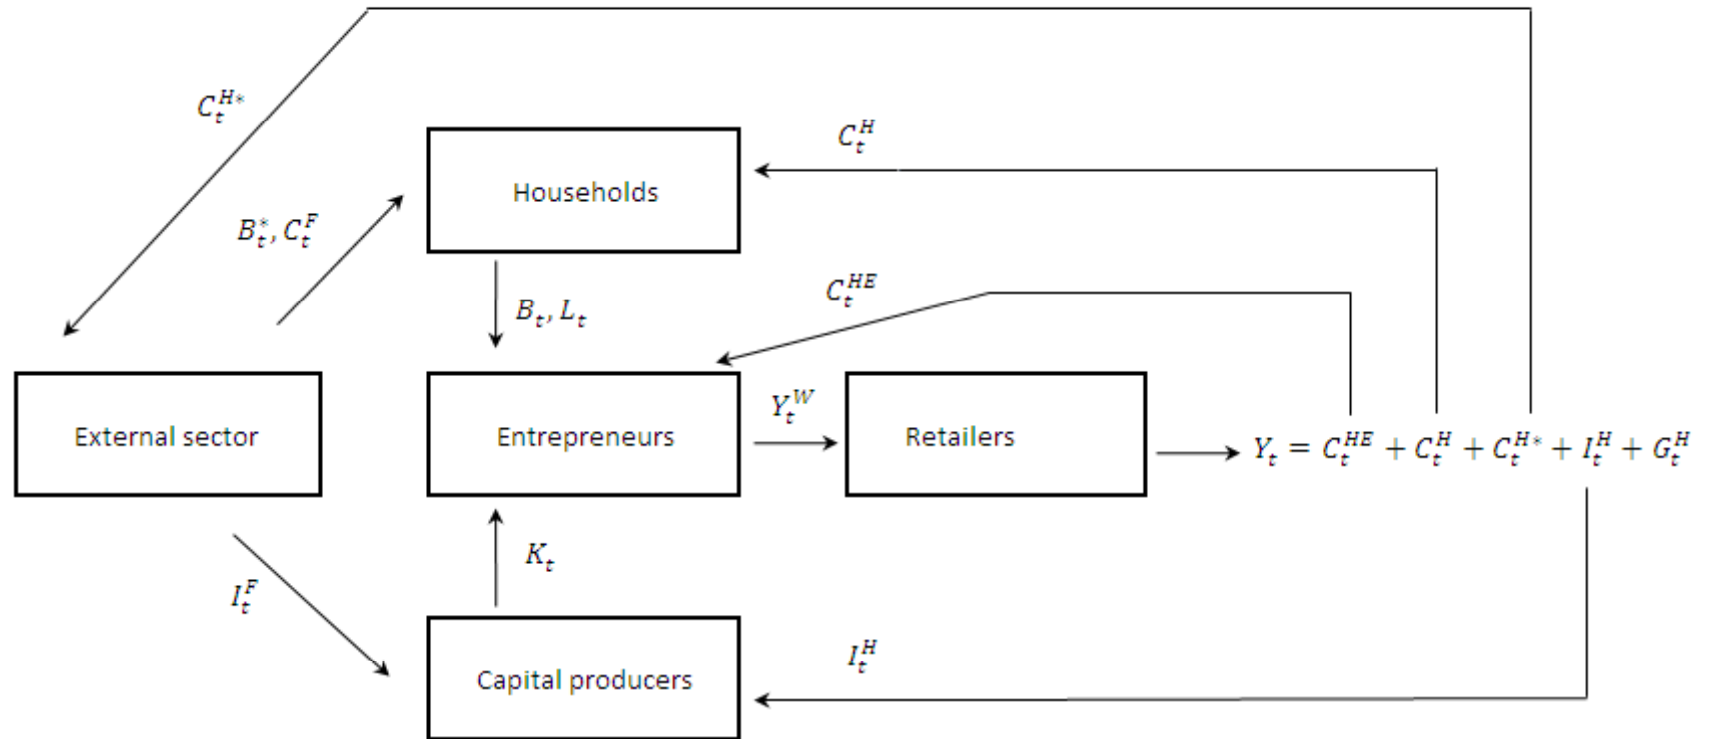 C_t^{H*}
C_t^H
Households
B_t^*, C_t^F
C_t^{HE}
B_t, L_t
Y_t^W
External sector
Entrepreneurs
Retailers
Y_t = C_t^{HE} + C_t^H + C_t^{H*} + I_t^H + G_t^H
K_t
I_t^F
I_t^H
Capital producers